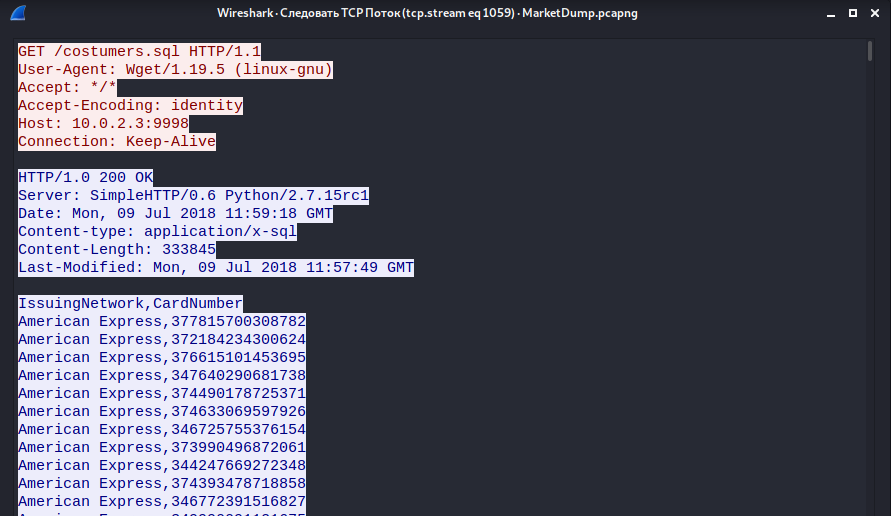 Wireshark · Следовать TCP Поток (tcp.stream eq 1059) · MarketDump.pcapng
GET /costumers.sql HTTP/1.1
User-Agent: Wget/1.19.5 (linux-gnu)
Accept: */*
Accept-Encoding: identity
Host: 10.0.2.3:9998
Connection: Keep-Alive
HTTP/1.0 200 OK
Server: SimpleHTTP/0.6 Python/2.7.15rc1
Date: Mon, 09 Jul 2018 11:59:18 GMT
Content-type: application/x-sql
Content-Length: 333845
Last-Modified: Mon, 09 Jul 2018 11:57:49 GMT
IssuingNetwork,CardNumber
American Express,377815700308782
American Express,372184234300624
American Express,376615101453695
American Express,347640290681738
American Express,374490178725371
American Express,374633069597926
American Express,346725755376154
American Express,373990496872061
American Express,344247669272348
American Express,374393478718858
American Express,346772391516827